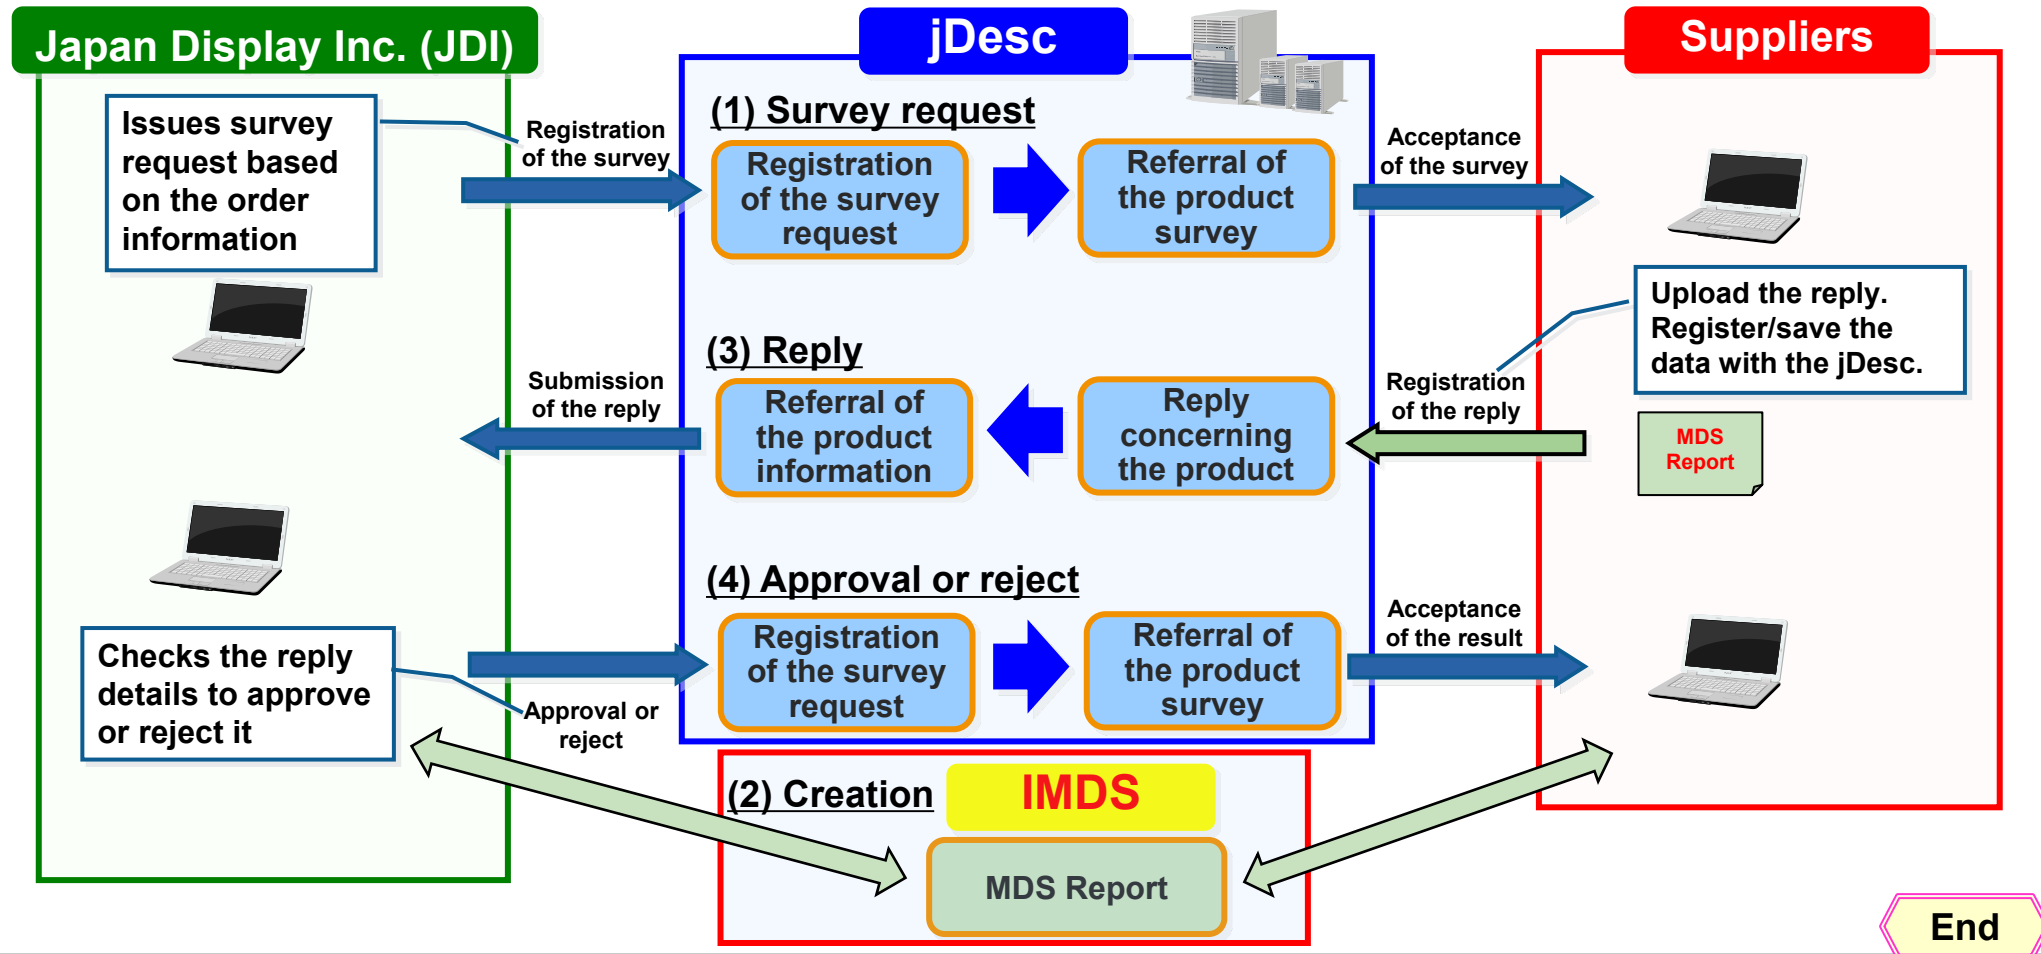 Japan Display Inc. (JDI)
jDesc
Suppliers
Issues survey
request based
on the order
information
Registration
of the survey
(1) Survey request
Registration
of the survey
request
Referral of
the product
survey
Acceptance
of the survey
Upload the reply.
Register/save the
data with the jDesc.
(3) Reply
Submission
of the reply
Referral of
the product
information
Reply
concerning
the product
Registration
of the reply
MDS
Report
(4) Approval or reject
Checks the reply
details to approve
or reject it
Approval or
reject
Registration
of the survey
request
Referral of
the product
survey
Acceptance
of the result
(2) Creation
IMDS
MDS Report
End